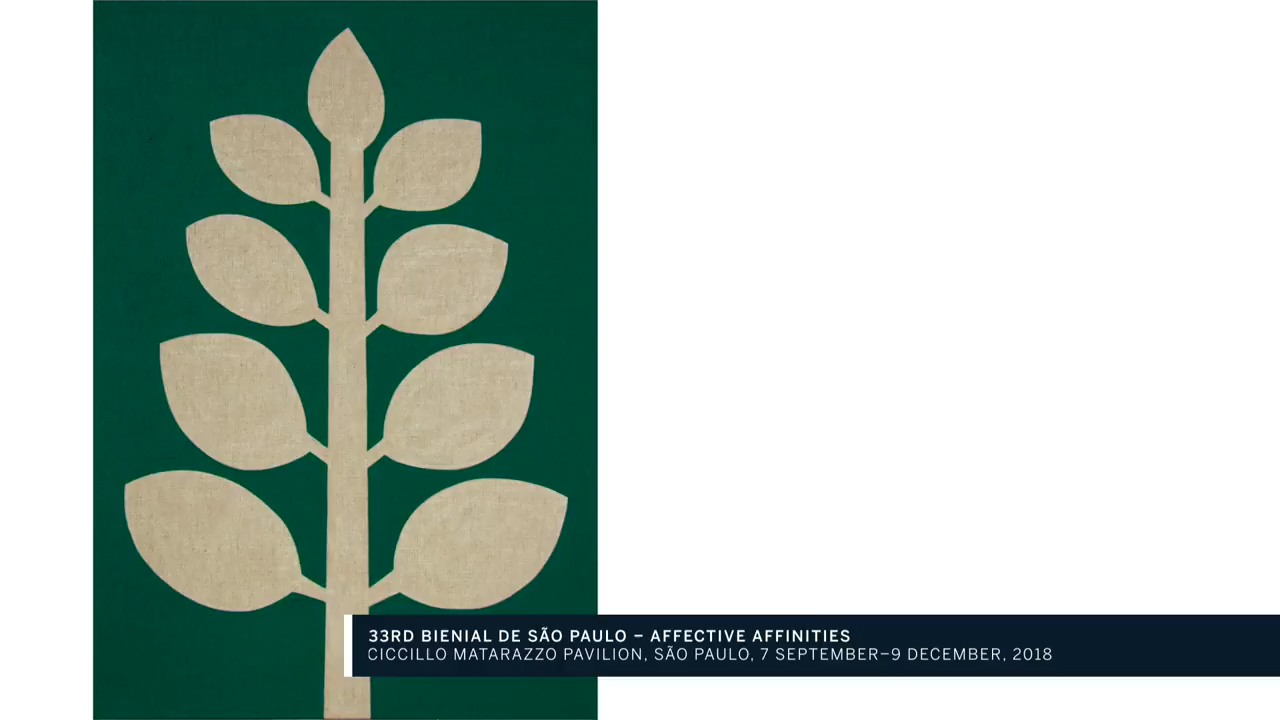 33RD BIENIAL DE SÃO PAULO – AFFECTIVE AFFINITIES
CICCILLO MATARAZZO PAVILION, SÃO PAULO, 7 SEPTEMBER–9 DECEMBER, 2018